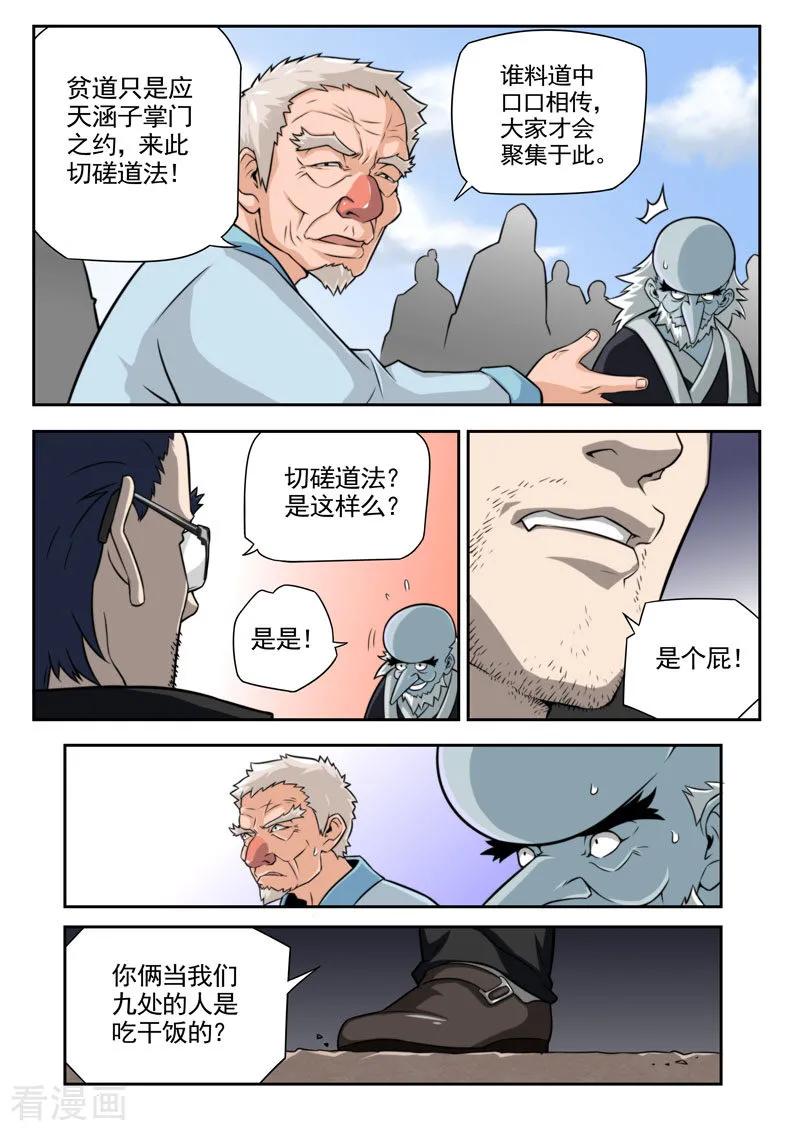 贫道只是应
天涵子掌门
之约，来此
切磋道法！
谁料道中
口口相传，
大家才会
聚集于此。
切磋道法？
是这样么？
是是！
是个屁！
你俩当我们
九处的人是
吃干饭的？
看漫画